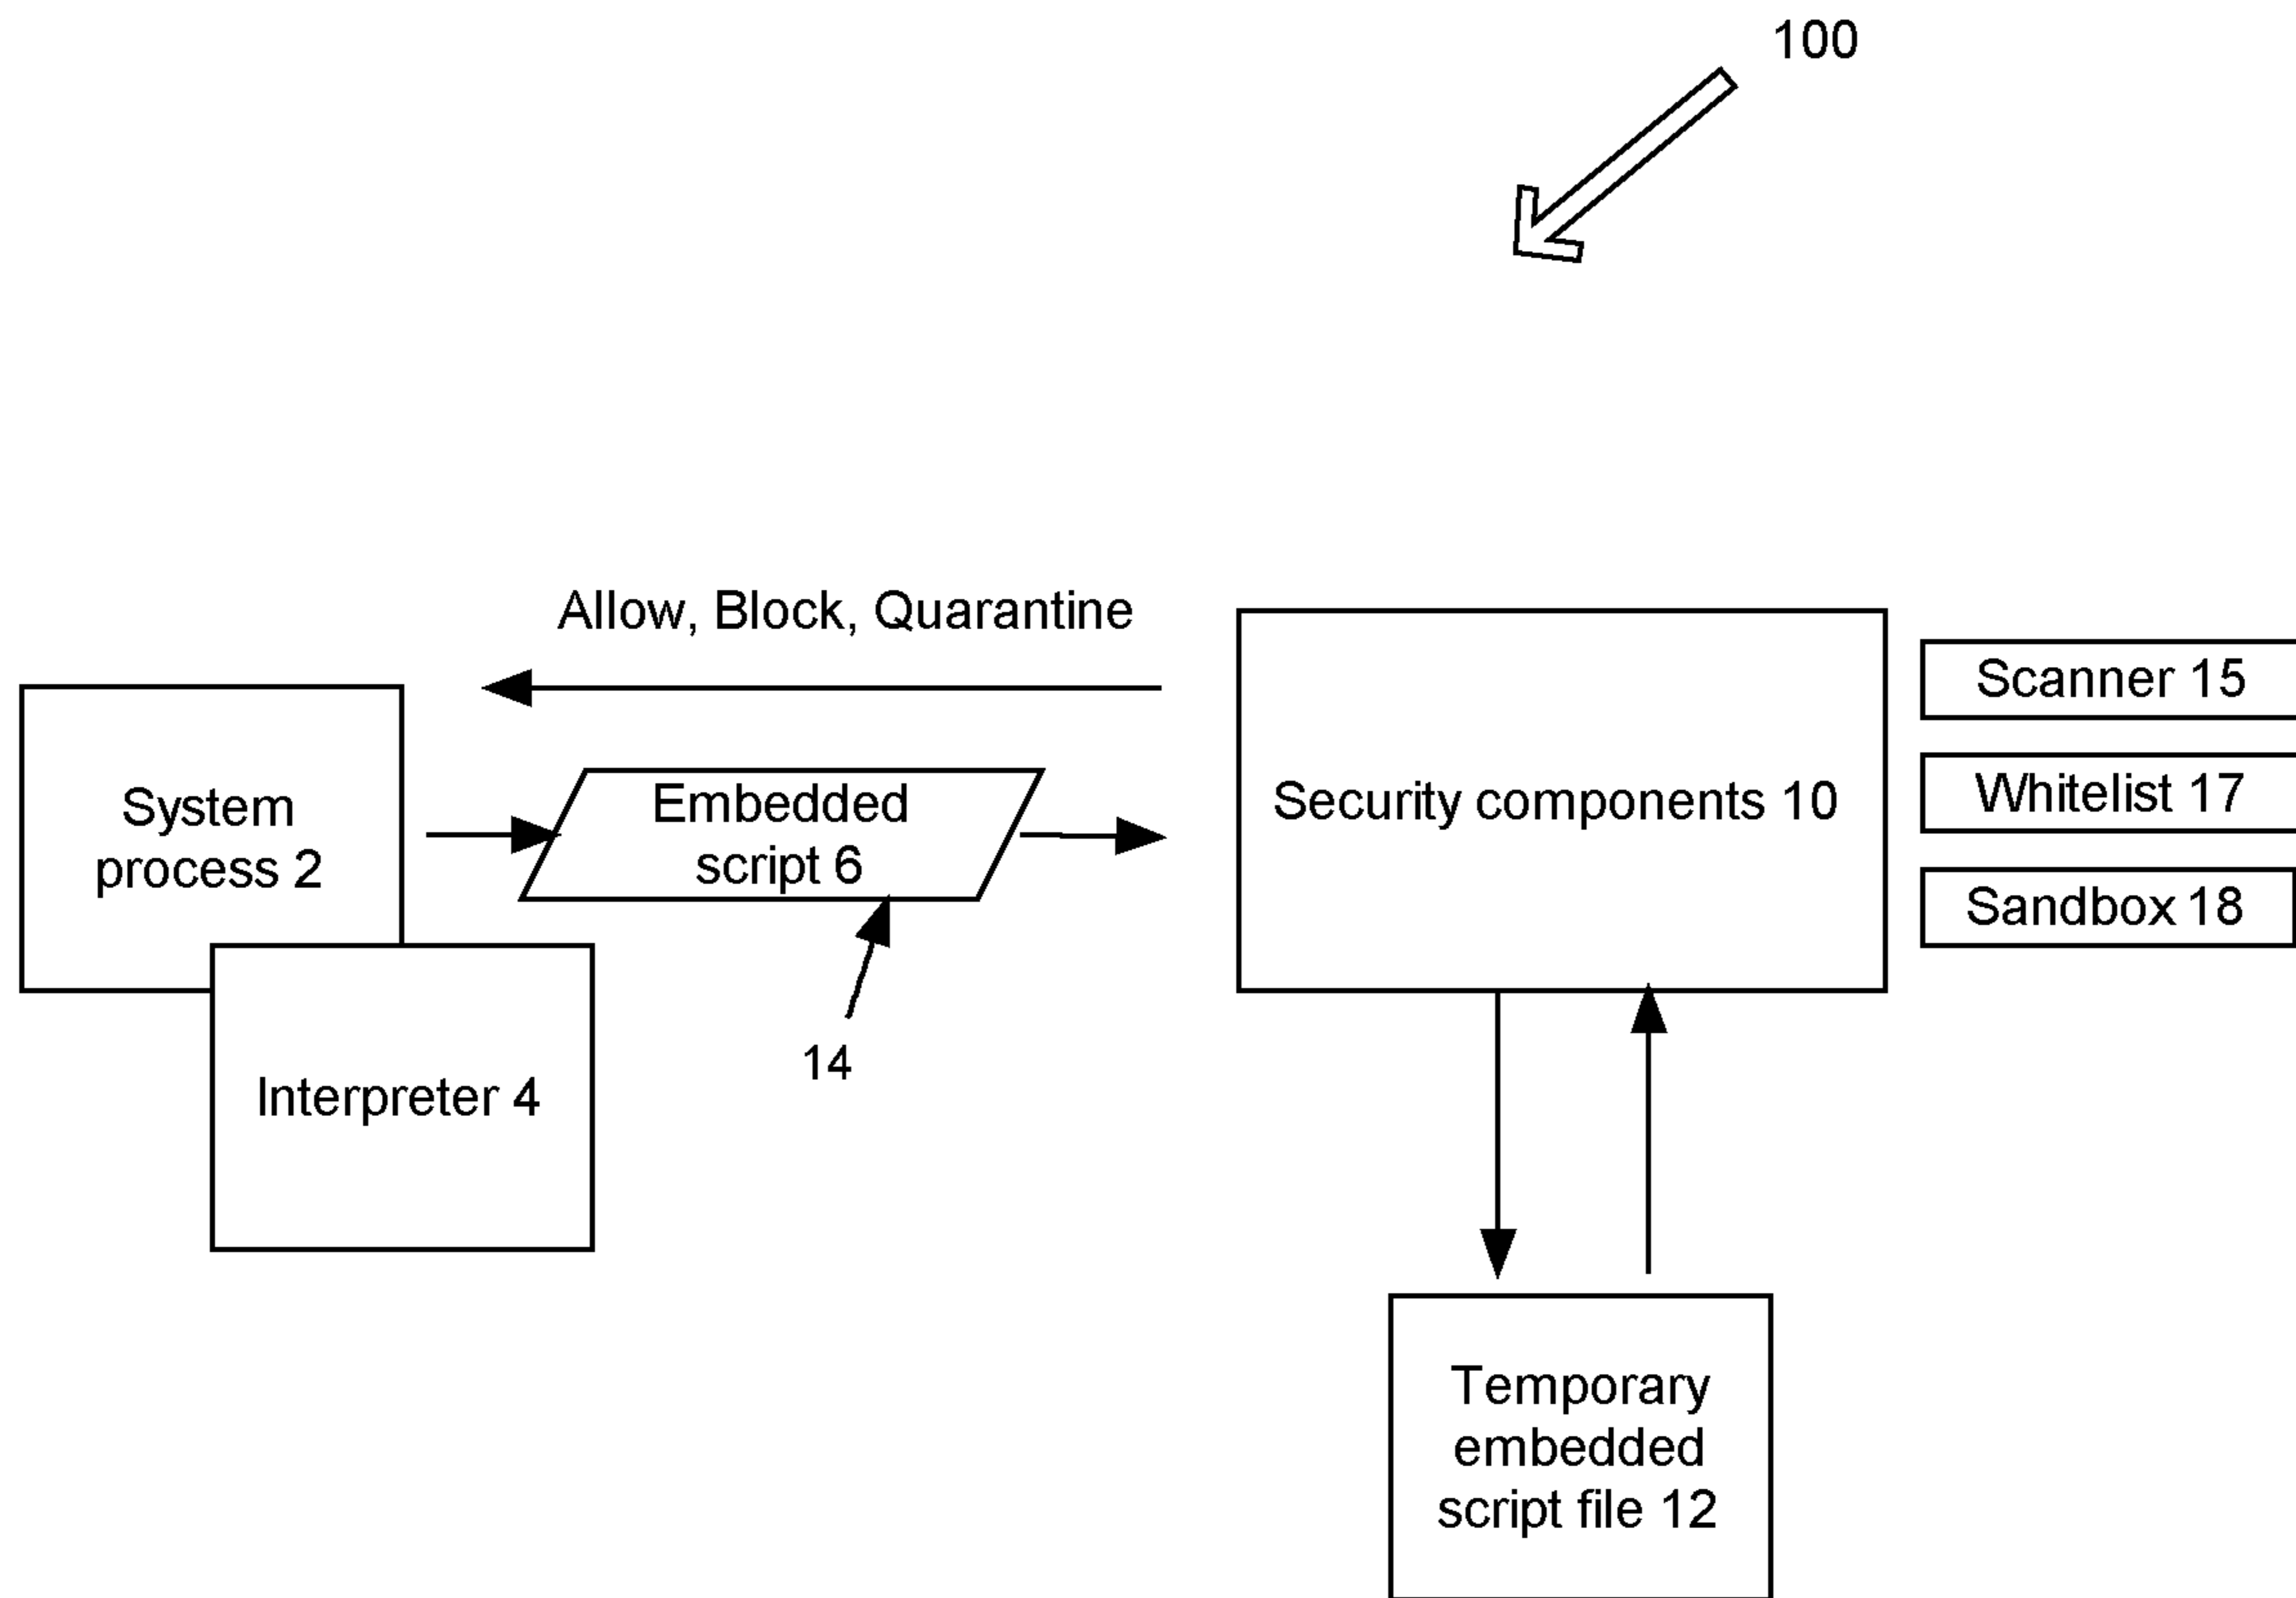 100
Allow, Block, Quarantine
System
process 2
Embedded
script 6
Security components 10
Scanner 15
Whitelist 17
Sandbox 18
14
Interpreter 4
Temporary
embedded
script file 12